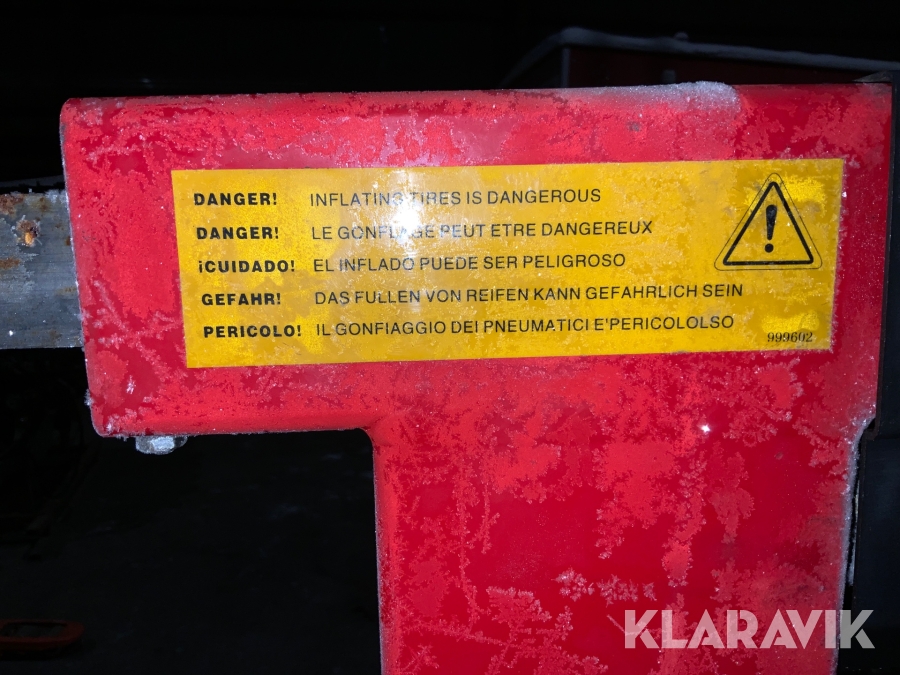 DANGER! INFLATING TIRES IS DANGEROUS
DANGER! LE GONFLAGE PEUT ETRE DANGEREUX
¡CUIDADO! EL INFLADO PUEDE SER PELIGROSO
GEFAHR! DAS FULLEN VON REIFEN KANN GEFAHRLICH SEIN
PERICOLO! IL GONFIAGGIO DEI PNEUMATICI E'PERICOLOLSO
999602
KLARAVIK